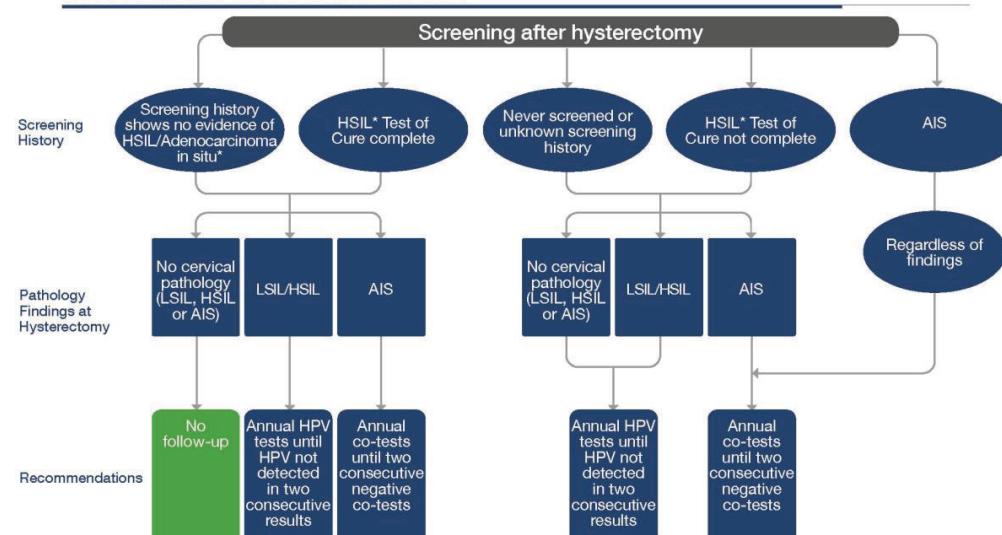 Screening after hysterectomy
Screening
History
Screening history
shows no evidence of
HSIL/Adenocarcinoma
in situ*
HSIL* Test of
Cure complete
Never screened or
unknown screening
history
HSIL* Test of
Cure not complete
AIS
Regardless of
findings
Pathology
Findings at
Hysterectomy
No cervical
pathology
(LSIL, HSIL
or AIS)
LSIL/HSIL
AIS
No cervical
pathology
(LSIL, HSIL
or AIS)
LSIL/HSIL
AIS
Recommendations
No
follow-up
Annual HPV
tests until
HPV not
detected
in two
consecutive
results
Annual
co-tests
until two
consecutive
negative
co-tests
Annual HPV
tests until
HPV not
detected
in two
consecutive
results
Annual
co-tests
until two
consecutive
negative
co-tests